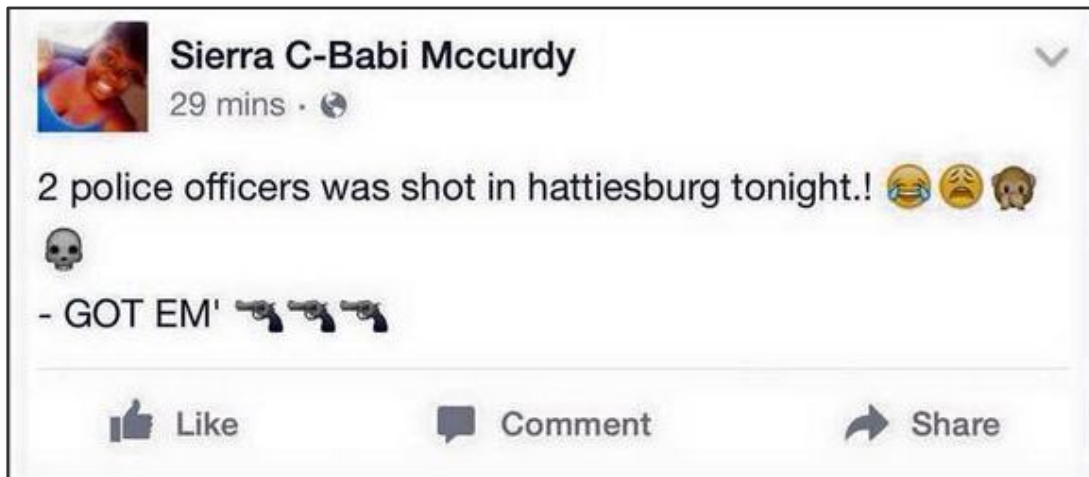 Sierra C-Babi Mccurdy
29 mins ·
2 police officers was shot in hattiesburg tonight.! 😂😩🙊
💀
- GOT EM' 🔫🔫🔫
Like Comment Share